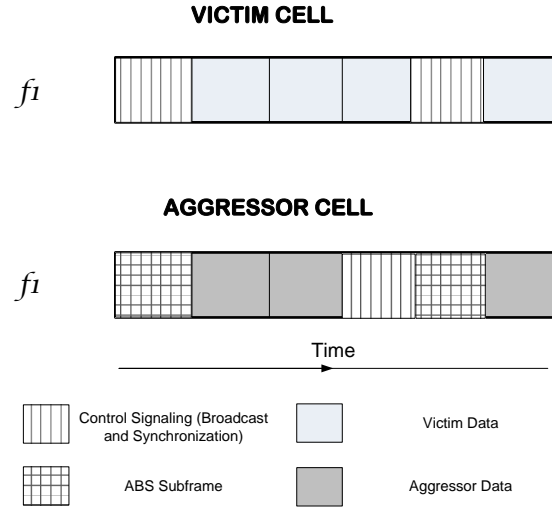 VICTIM CELL
f1
AGGRESSOR CELL
f1
Time
Control Signaling (Broadcast
and Synchronization)
Victim Data
ABS Subframe
Aggressor Data